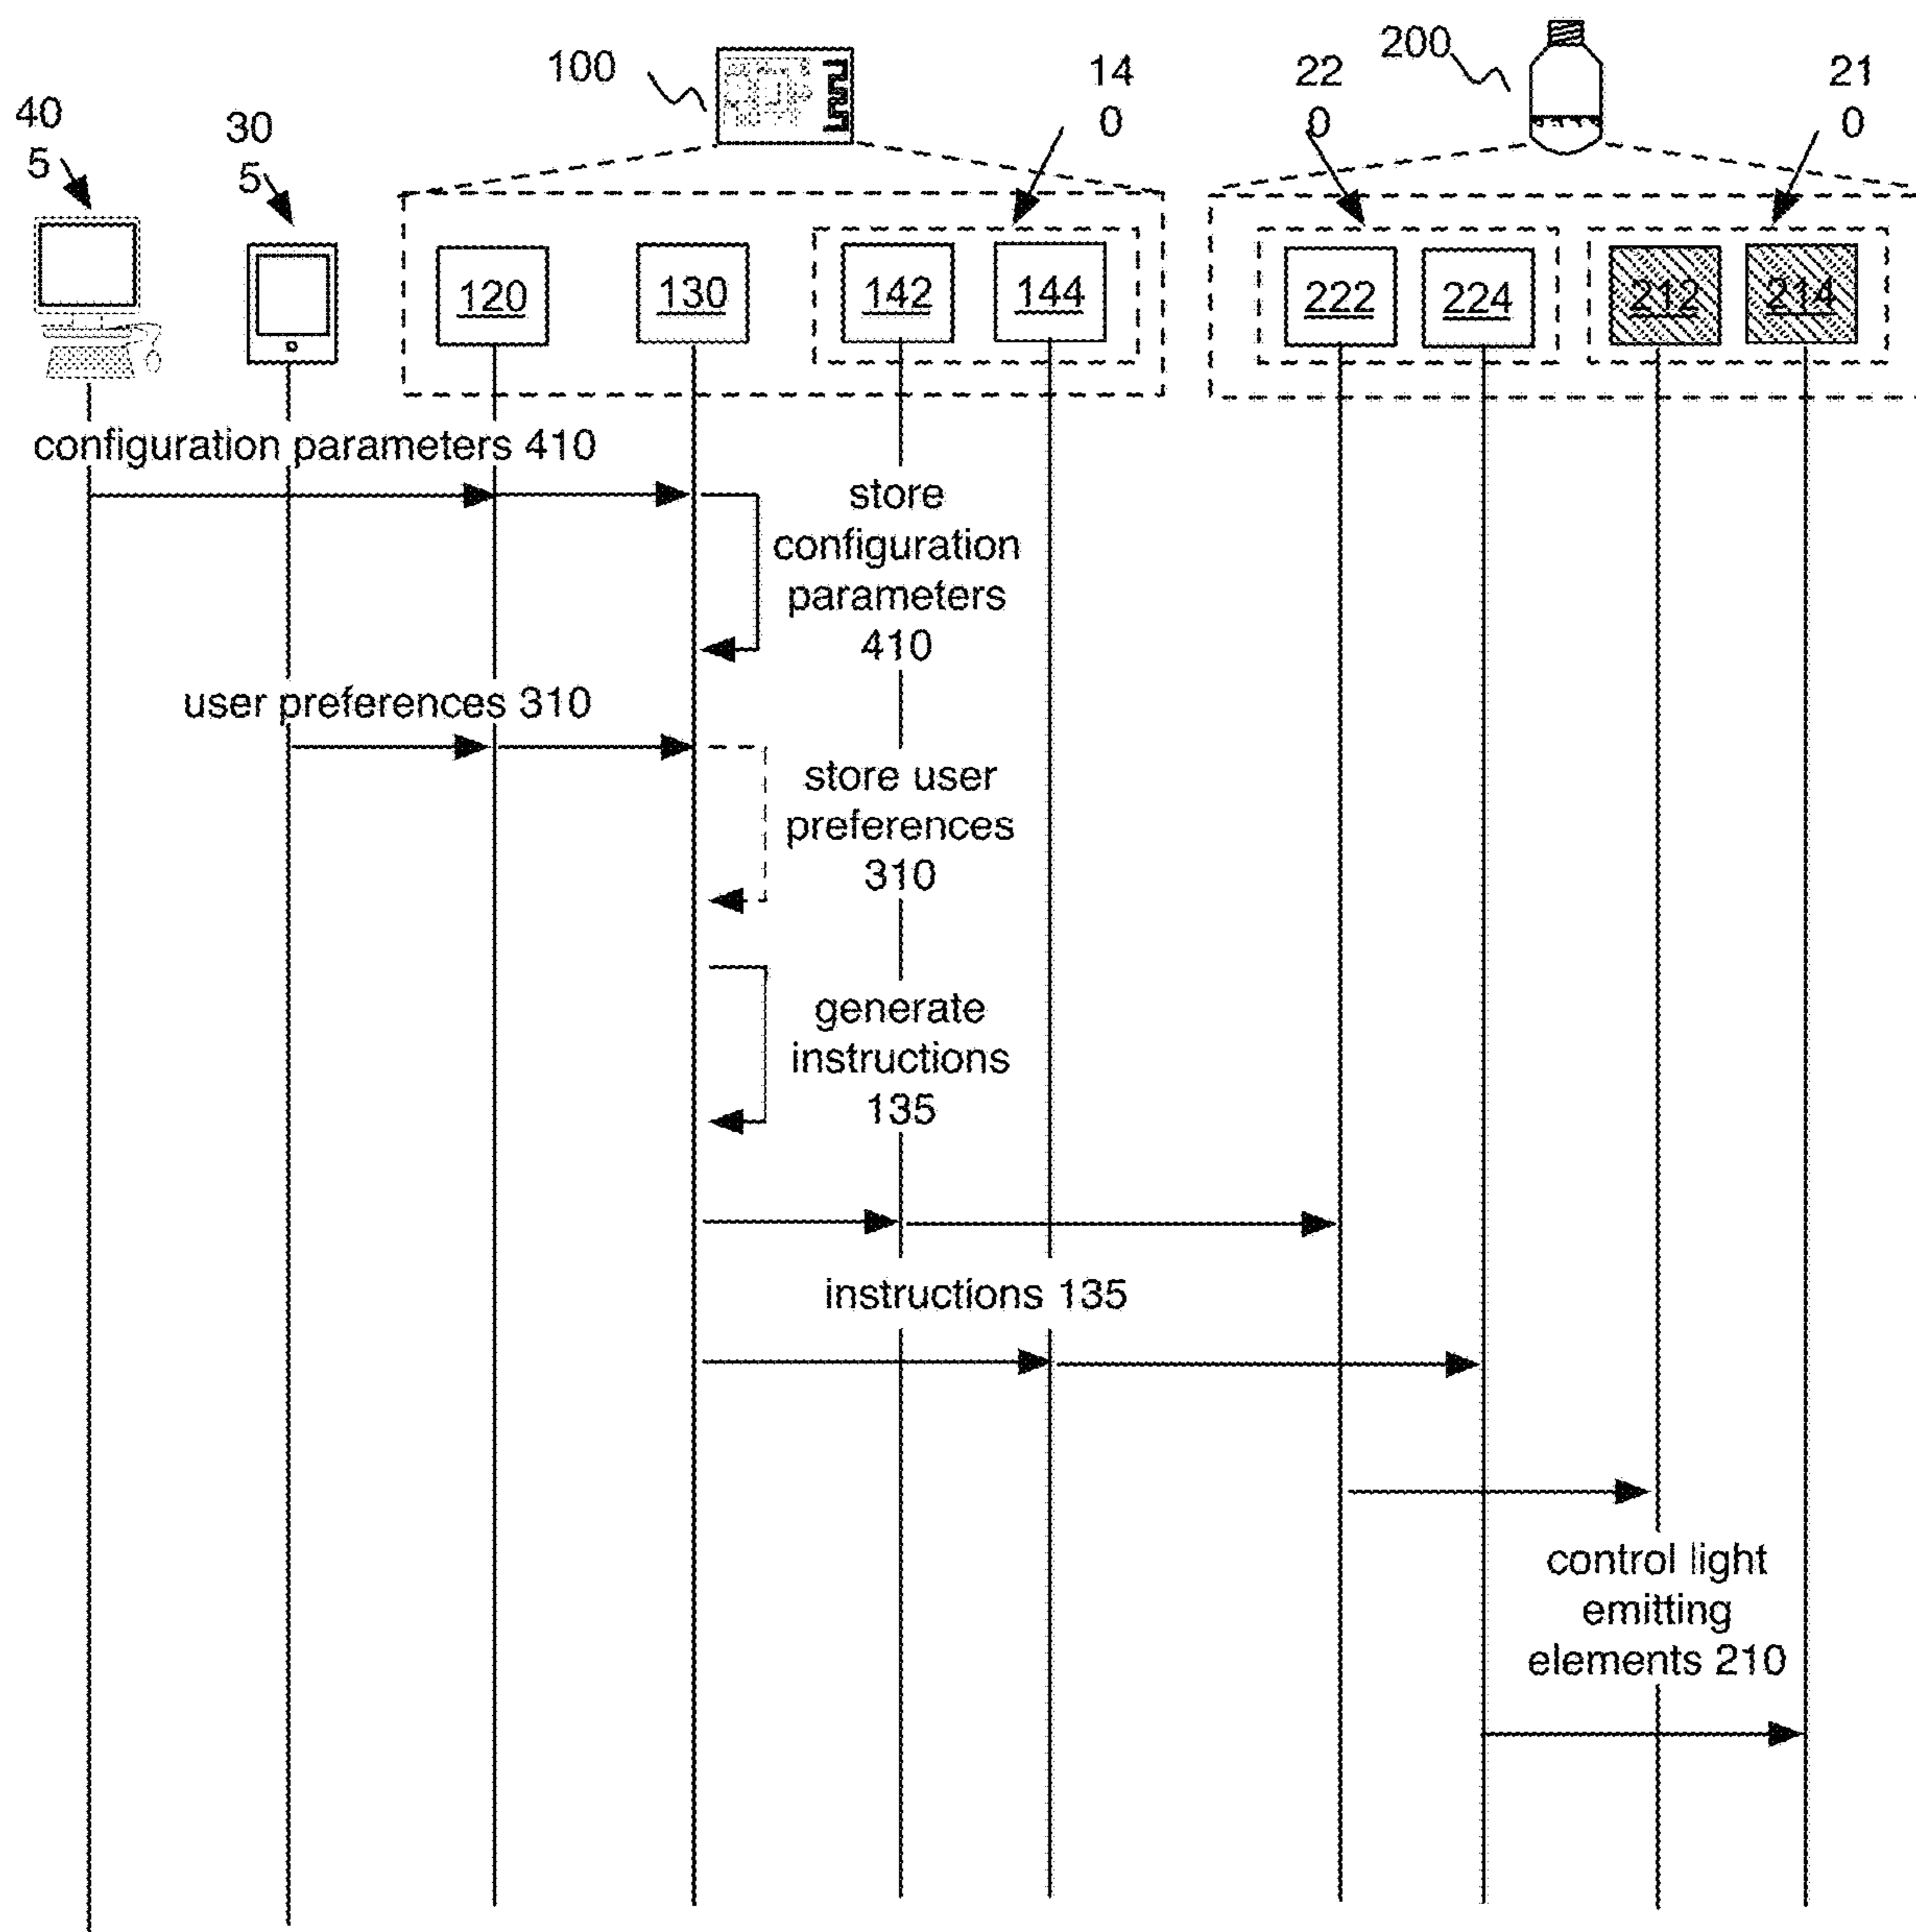 100
200
14
0
22
0
21
0
40
5
30
5
120
130
142
144
222
224
212
214
configuration parameters 410
store
configuration
parameters
410
user preferences 310
store user
preferences
310
generate
instructions
135
instructions 135
control light
emitting
elements 210